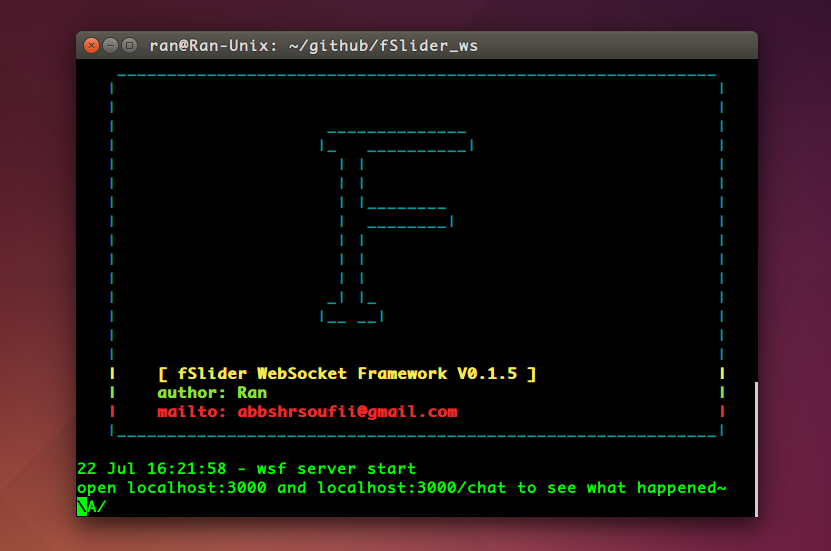 ran@Ran-Unix: ~/github/fSlider_ws
[ fSlider WebSocket Framework V0.1.5 ]
author: Ran
mailto: abbshrsoufii@gmail.com
22 Jul 16:21:58 - wsf server start
open localhost:3000 and localhost:3000/chat to see what happened~
\A/